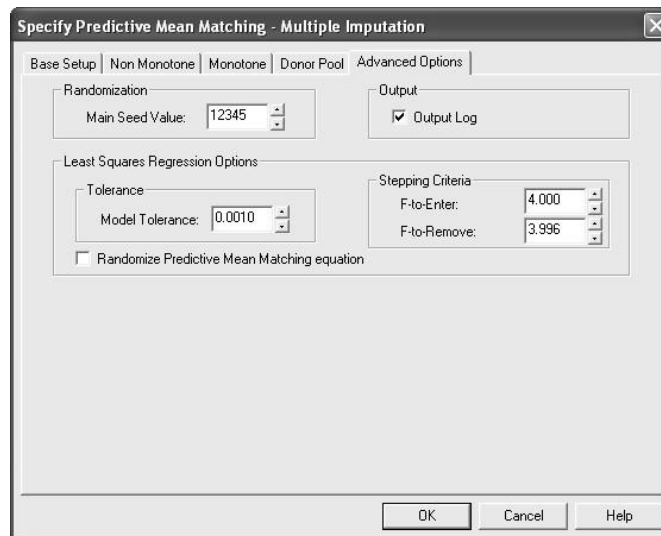 Specify Predictive Mean Matching - Multiple Imputation
Base Setup
Non Monotone
Monotone
Donor Pool
Advanced Options
Randomization
Main Seed Value: 12345
Output
Output Log
Least Squares Regression Options
Tolerance
Model Tolerance: 0.0010
Stepping Criteria
F-to-Enter: 4.000
F-to-Remove: 3.996
Randomize Predictive Mean Matching equation
OK
Cancel
Help